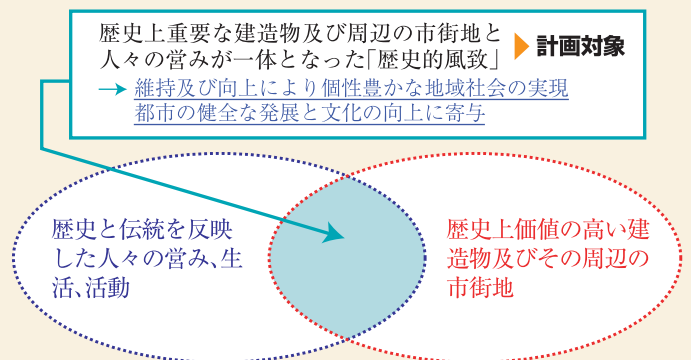 歴史上重要な建造物及び周辺の市街地と
人々の営みが一体となった「歴史的風致」
計画対象
維持及び向上により個性豊かな地域社会の実現
都市の健全な発展と文化の向上に寄与
歴史と伝統を反映
した人々の営み、生
活、活動
歴史上価値の高い建
造物及びその周辺の
市街地